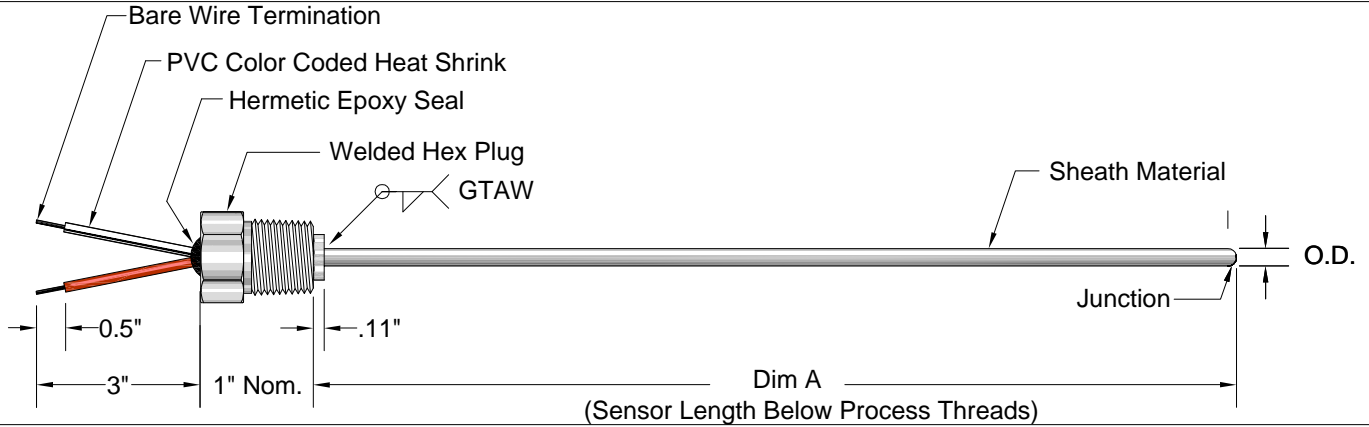 Bare Wire Termination
PVC Color Coded Heat Shrink
Hermetic Epoxy Seal
Welded Hex Plug
GTAW
Sheath Material
O.D.
Junction
0.5"
.11"
3"
1" Nom.
Dim A
(Sensor Length Below Process Threads)